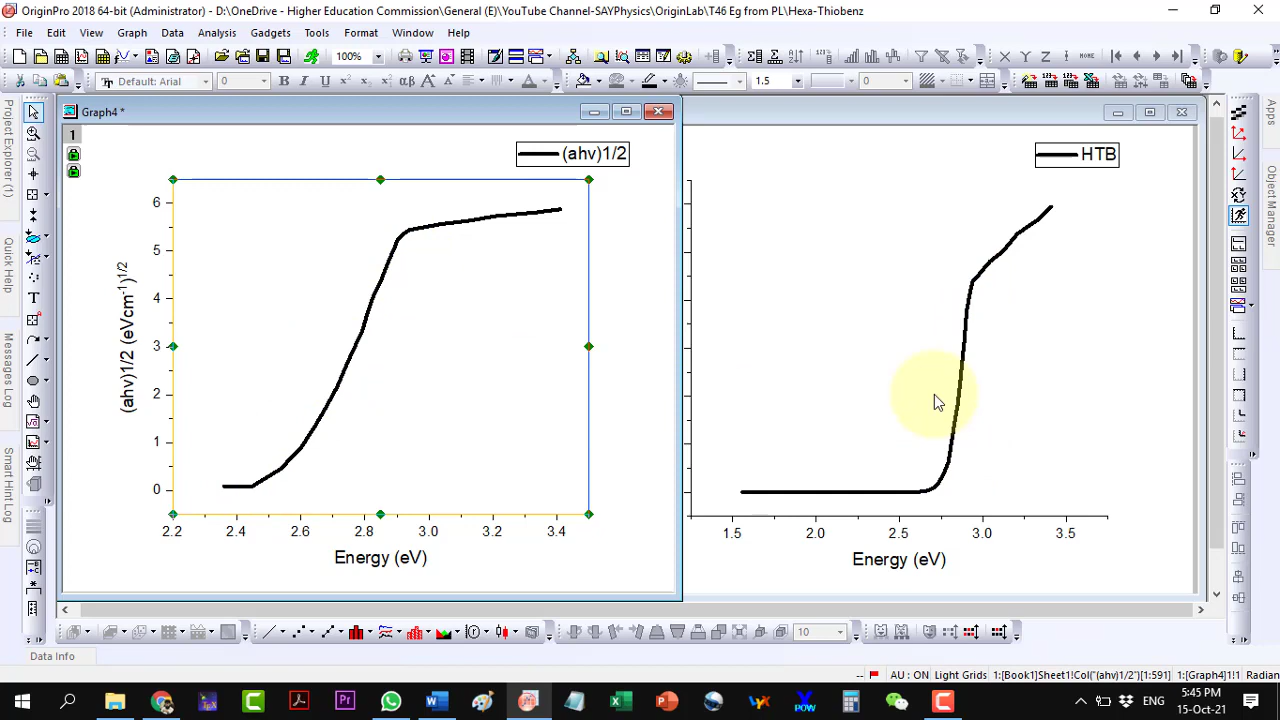 OriginPro 2018 64-bit (Administrator) - D:\OneDrive - Higher Education Commission\General (E)\YouTube Channel-SAYPhysics\OriginLab\T46 Eg from PL\Hexa-Thiobenz
File Edit View Graph Data Analysis Gadgets Tools Format Window Help
100%
Default: Arial 0 B I U 1.5 0
Project Explorer (1)
Quick Help
Messages Log
Smart Hint Log
Apps
Object Manager
Graph4 *
1
(ahv)1/2
6
5
4
3
2
1
0
(ahv)1/2 (eVcm-1)1/2
2.2 2.4 2.6 2.8 3.0 3.2 3.4
Energy (eV)
HTB
1.5 2.0 2.5 3.0 3.5
Energy (eV)
10
Data Info
-- AU : ON Light Grids 1:[Book1]Sheet1!Col("(ahv)1/2")[1:591] 1:[Graph4]1!1 Radian
ENG
5:45 PM
15-Oct-21